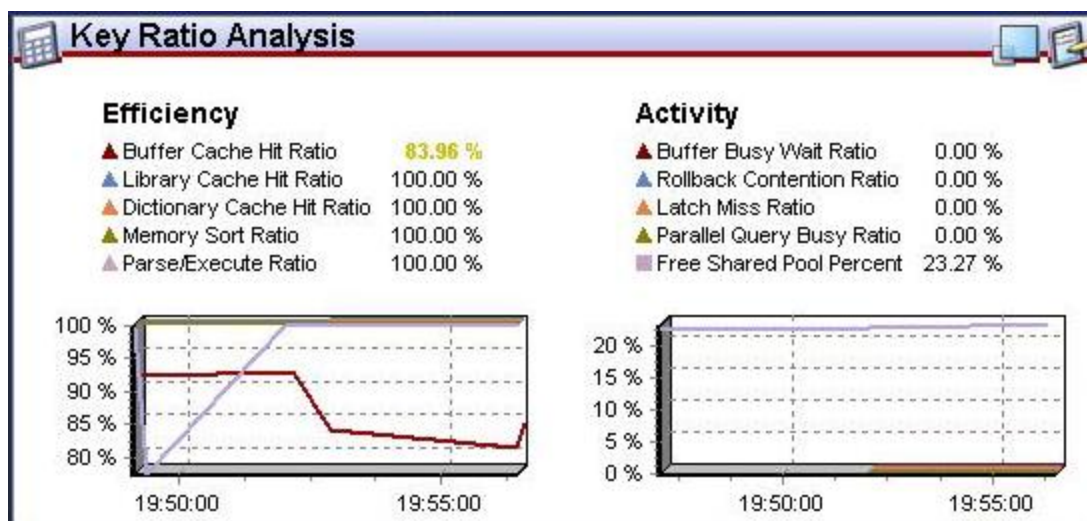 Key Ratio Analysis
Efficiency
Buffer Cache Hit Ratio 83.96 %
Library Cache Hit Ratio 100.00 %
Dictionary Cache Hit Ratio 100.00 %
Memory Sort Ratio 100.00 %
Parse/Execute Ratio 100.00 %
Activity
Buffer Busy Wait Ratio 0.00 %
Rollback Contention Ratio 0.00 %
Latch Miss Ratio 0.00 %
Parallel Query Busy Ratio 0.00 %
Free Shared Pool Percent 23.27 %
100 %
95 %
90 %
85 %
80 %
19:50:00 19:55:00
20 %
15 %
10 %
5 %
0 %
19:50:00 19:55:00